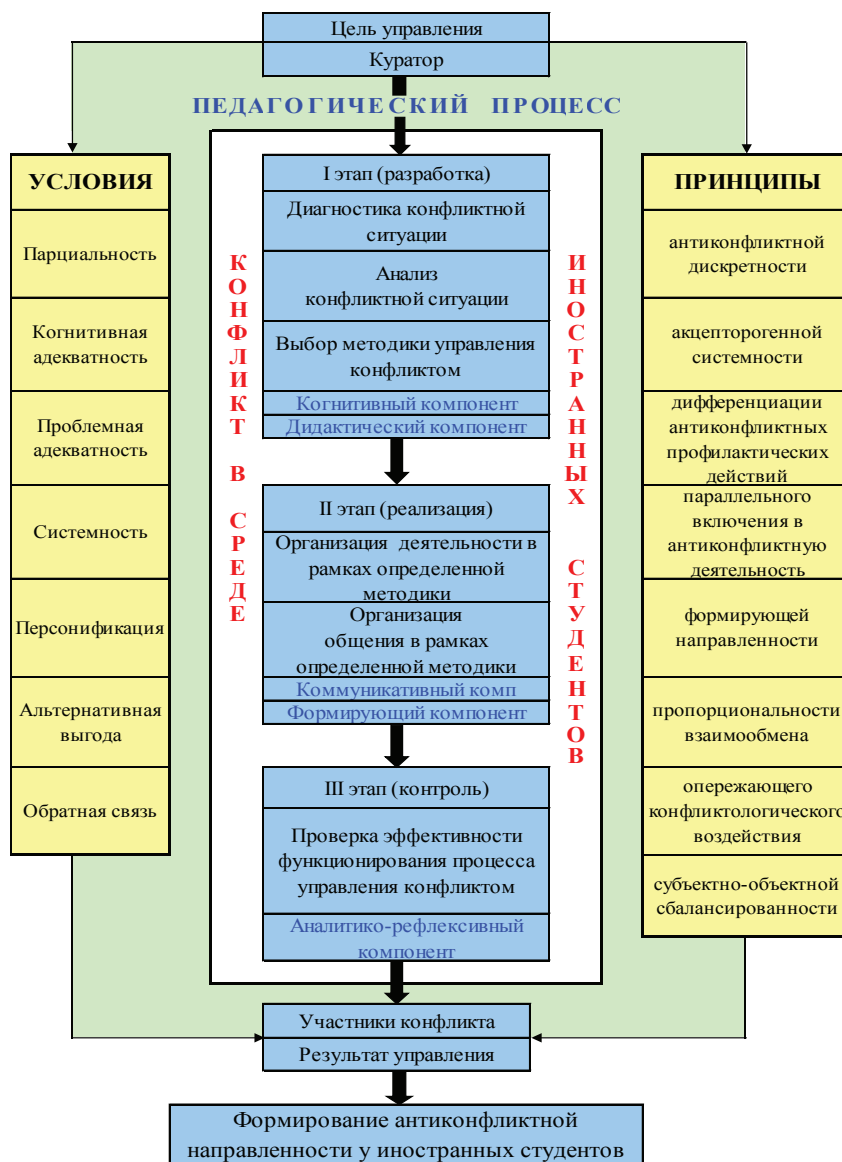 Цель управления
Куратор
ПЕДАГОГИЧЕСКИЙ ПРОЦЕСС
УСЛОВИЯ
Парциальность
Когнитивная
адекватность
Проблемная
адекватность
Системность
Персонификация
Альтернативная
выгода
Обратная связь
КОНФЛИКТ В СРЕДЕ
I этап (разработка)
Диагностика конфликтной
ситуации
Анализ
конфликтной ситуации
Выбор методики управления
конфликтом
Когнитивный компонент
Дидактический компонент
II этап (реализация)
Организация деятельности в
рамках определенной
методики
Организация
общения в рамках
определенной методики
Коммуникативный комп
Формирующий компонент
III этап (контроль)
Проверка эффективности
функционирования процесса
управления конфликтом
Аналитико-рефлексивный
компонент
ИНОСТРАННЫХ СТУДЕНТОВ
ПРИНЦИПЫ
антиконфликтной
дискретности
акцепторогенной
системности
дифференциации
антиконфликтных
профилактических
действий
параллельного
включения в
антиконфликтную
деятельность
формирующей
направленности
пропорциональности
взаимообмена
опережающего
конфликтологического
воздействия
субъектно-объектной
сбалансированности
Участники конфликта
Результат управления
Формирование антиконфликтной
направленности у иностранных студентов